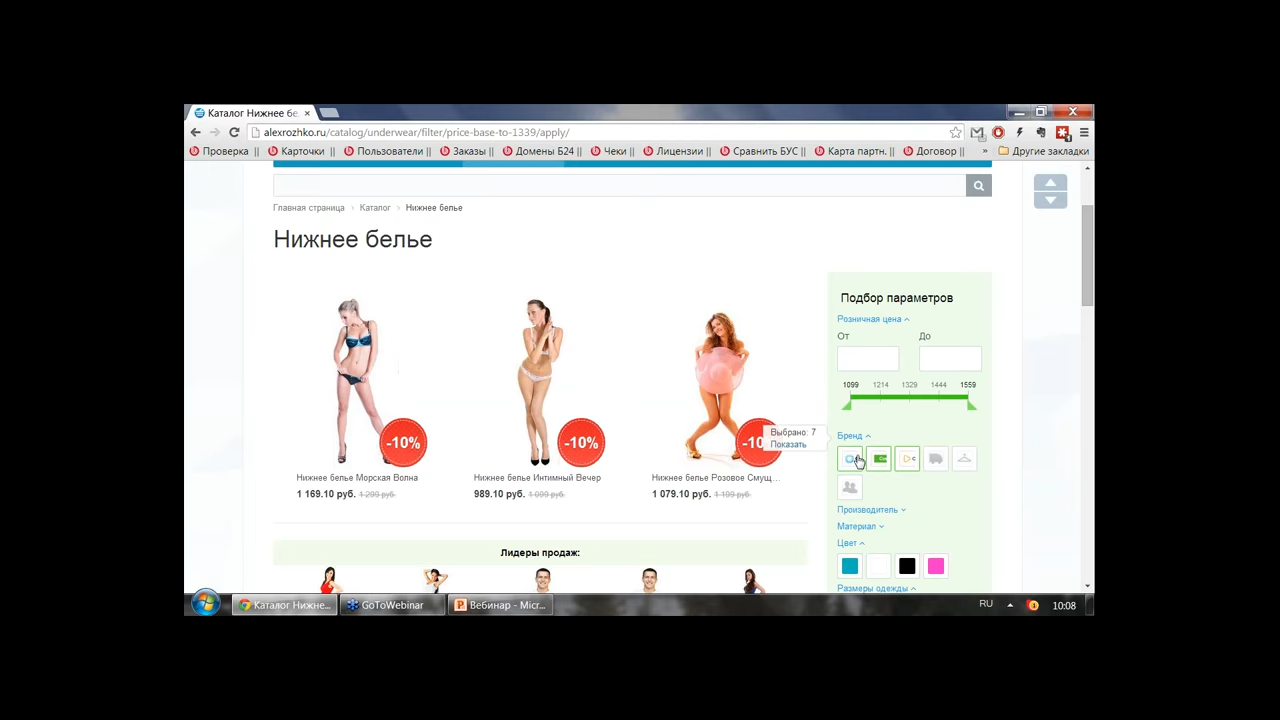 Каталог Нижнее бе
alexrozhko.ru/catalog/underwear/filter/price-base-to-1339/apply/
Проверка || Карточки || Пользователи || Заказы || Домены Б24 || Чеки || Лицензии || Сравнить БУС || Карта партн. || Договор || » Другие закладки
Главная страница › Каталог › Нижнее белье
Нижнее белье
Подбор параметров
Розничная цена
От До
1099 1214 1329 1444 1559
Бренд
Выбрано: 7
Показать
-10% -10% -10
Нижнее белье Морская Волна Нижнее белье Интимный Вечер Нижнее белье Розовое Смущ...
1 169.10 руб. 1 299 руб. 989.10 руб. 1 099 руб. 1 079.10 руб. 1 199 руб.
Производитель
Материал
Цвет
Лидеры продаж:
Размеры одежды
Каталог Нижне... GoToWebinar Вебинар - Micr... RU 10:08